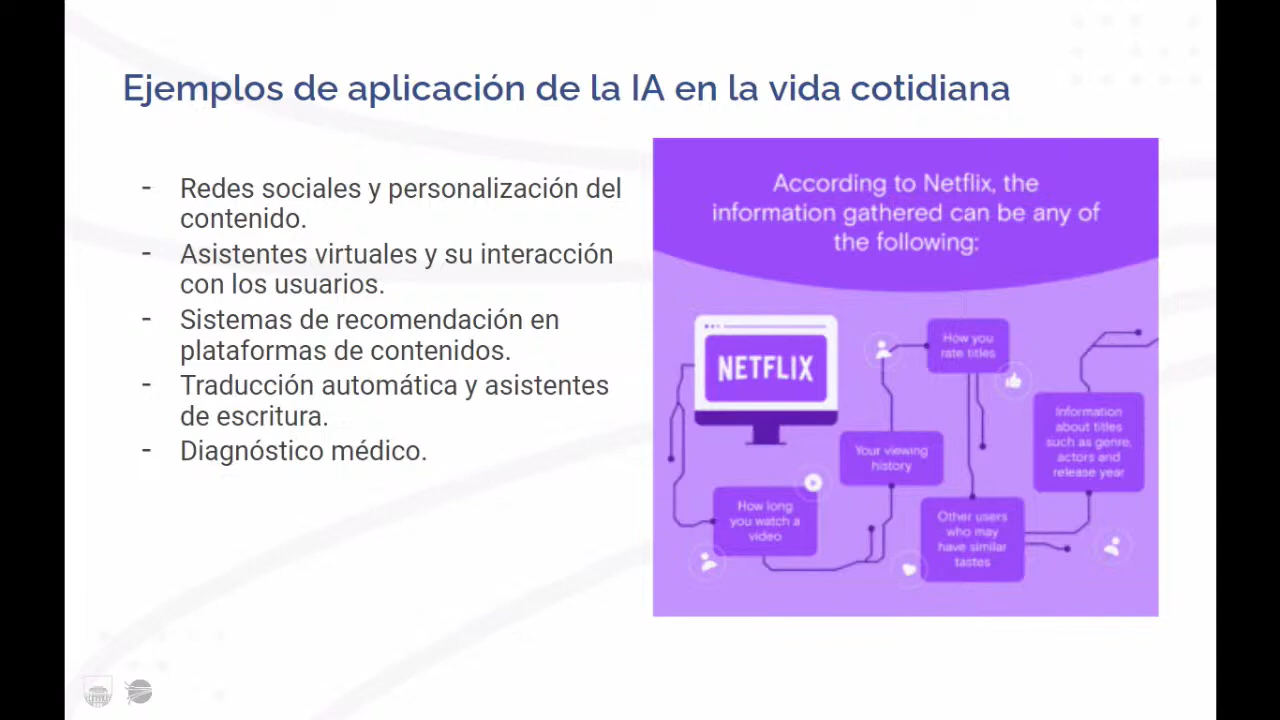 Ejemplos de aplicación de la IA en la vida cotidiana
- Redes sociales y personalización del
contenido.
- Asistentes virtuales y su interacción
con los usuarios.
- Sistemas de recomendación en
plataformas de contenidos.
- Traducción automática y asistentes
de escritura.
- Diagnóstico médico.
According to Netflix, the
information gathered can be any of
the following:
NETFLIX
How you
rate titles
Information
about titles
such as genre,
actors and
release year
Your viewing
history
How long
you watch a
video
Other users
who may
have similar
tastes